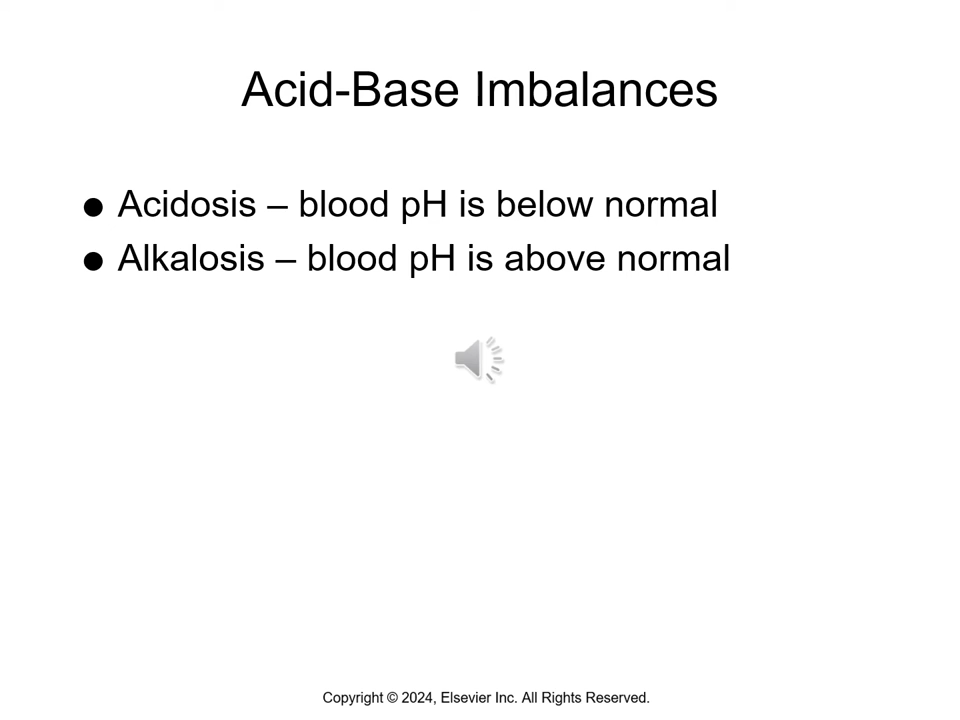 Acid-Base Imbalances
● Acidosis – blood pH is below normal
● Alkalosis – blood pH is above normal
Copyright © 2024, Elsevier Inc. All Rights Reserved.